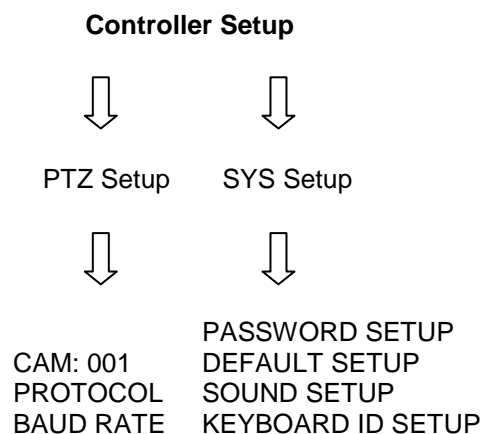 Controller Setup
PTZ Setup
SYS Setup
CAM: 001
PROTOCOL
BAUD RATE
PASSWORD SETUP
DEFAULT SETUP
SOUND SETUP
KEYBOARD ID SETUP